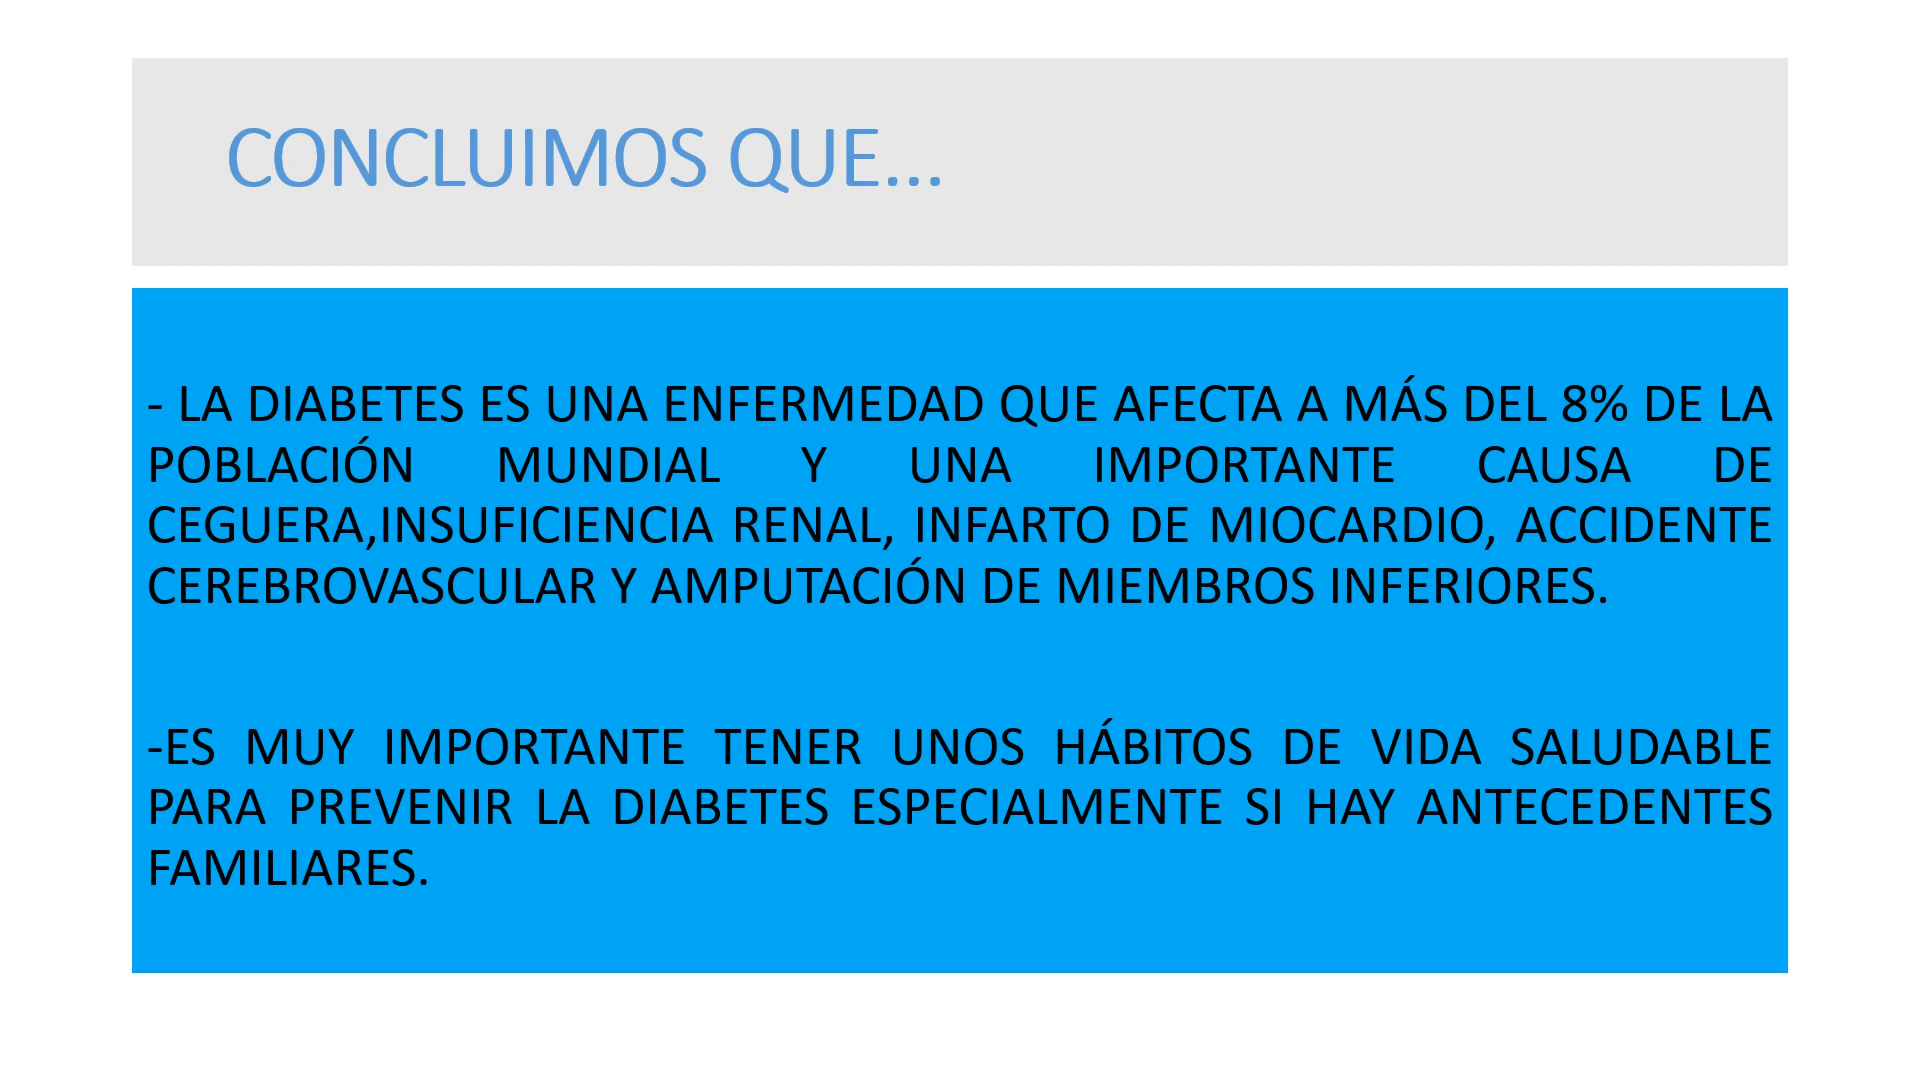 CONCLUIMOS QUE...
- LA DIABETES ES UNA ENFERMEDAD QUE AFECTA A MÁS DEL 8% DE LA
POBLACIÓN MUNDIAL Y UNA IMPORTANTE CAUSA DE
CEGUERA,INSUFICIENCIA RENAL, INFARTO DE MIOCARDIO, ACCIDENTE
CEREBROVASCULAR Y AMPUTACIÓN DE MIEMBROS INFERIORES.
-ES MUY IMPORTANTE TENER UNOS HÁBITOS DE VIDA SALUDABLE
PARA PREVENIR LA DIABETES ESPECIALMENTE SI HAY ANTECEDENTES
FAMILIARES.